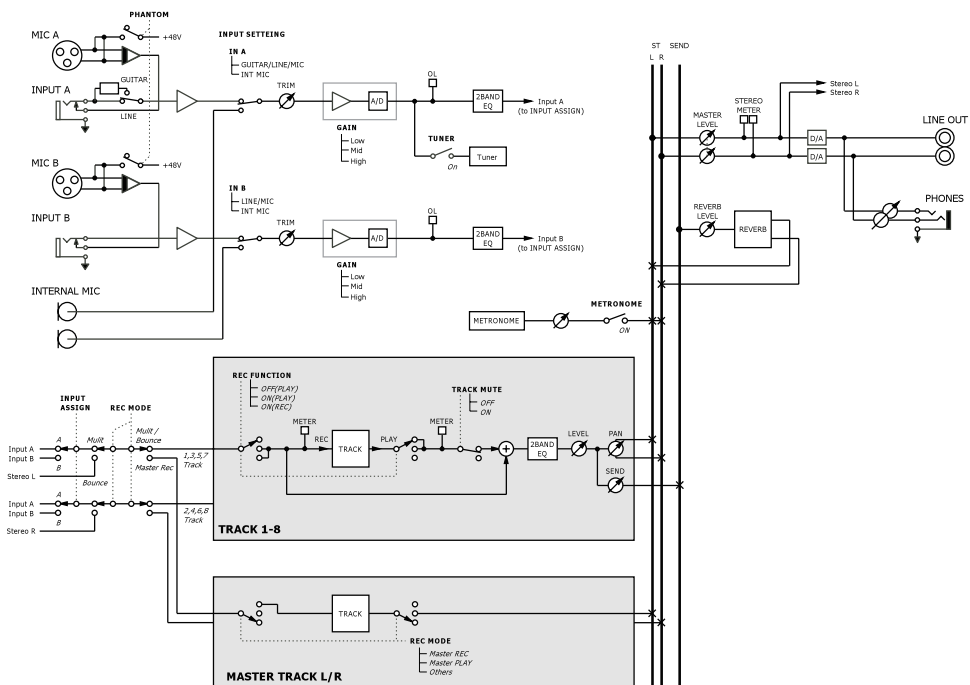 PHANTOM
MIC A
+48V
INPUT SETTEING
IN A
GUITAR/LINE/MIC
INT MIC
INPUT A
GUITAR
LINE
TRIM
A/D
GAIN
Low
Mid
High
OL
2BAND
EQ
Input A
(to INPUT ASSIGN)
TUNER
On
Tuner
MIC B
+48V
IN B
LINE/MIC
INT MIC
INPUT B
TRIM
A/D
GAIN
Low
Mid
High
OL
2BAND
EQ
Input B
(to INPUT ASSIGN)
INTERNAL MIC
METRONOME
METRONOME
ON
ST
SEND
L R
MASTER
LEVEL
STEREO
METER
Stereo L
Stereo R
D/A
D/A
LINE OUT
PHONES
REVERB
LEVEL
REVERB
INPUT
ASSIGN
REC MODE
Input A
Input B
Stereo L
A
B
Mulit
Bounce
Mulit /
Bounce
Master Rec
1,3,5,7
Track
Input A
Input B
Stereo R
A
B
2,4,6,8
Track
REC FUNCTION
OFF(PLAY)
ON(PLAY)
ON(REC)
METER
REC
TRACK
PLAY
METER
TRACK MUTE
OFF
ON
2BAND
EQ
LEVEL
PAN
SEND
TRACK 1-8
TRACK
REC MODE
Master REC
Master PLAY
Others
MASTER TRACK L/R